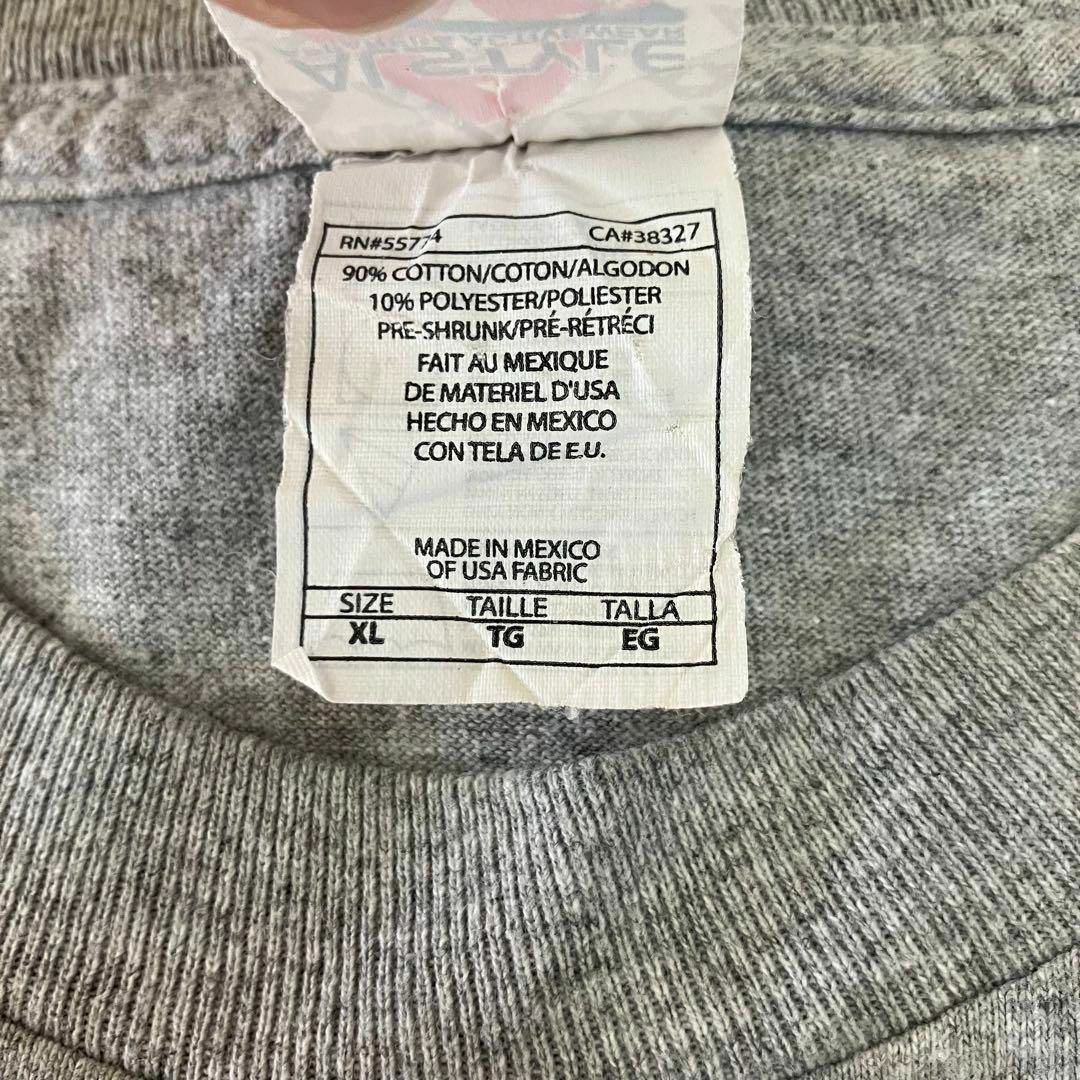 ALSTYLE
RN#55774 CA#38327
90% COTTON/COTON/ALGODON
10% POLYESTER/POLIESTER
PRE-SHRUNK/PRÉ-RÉTRÉCI
FAIT AU MEXIQUE
DE MATERIEL D'USA
HECHO EN MEXICO
CON TELA DE E.U.
MADE IN MEXICO
OF USA FABRIC
SIZE TAILLE TALLA
XL TG EG